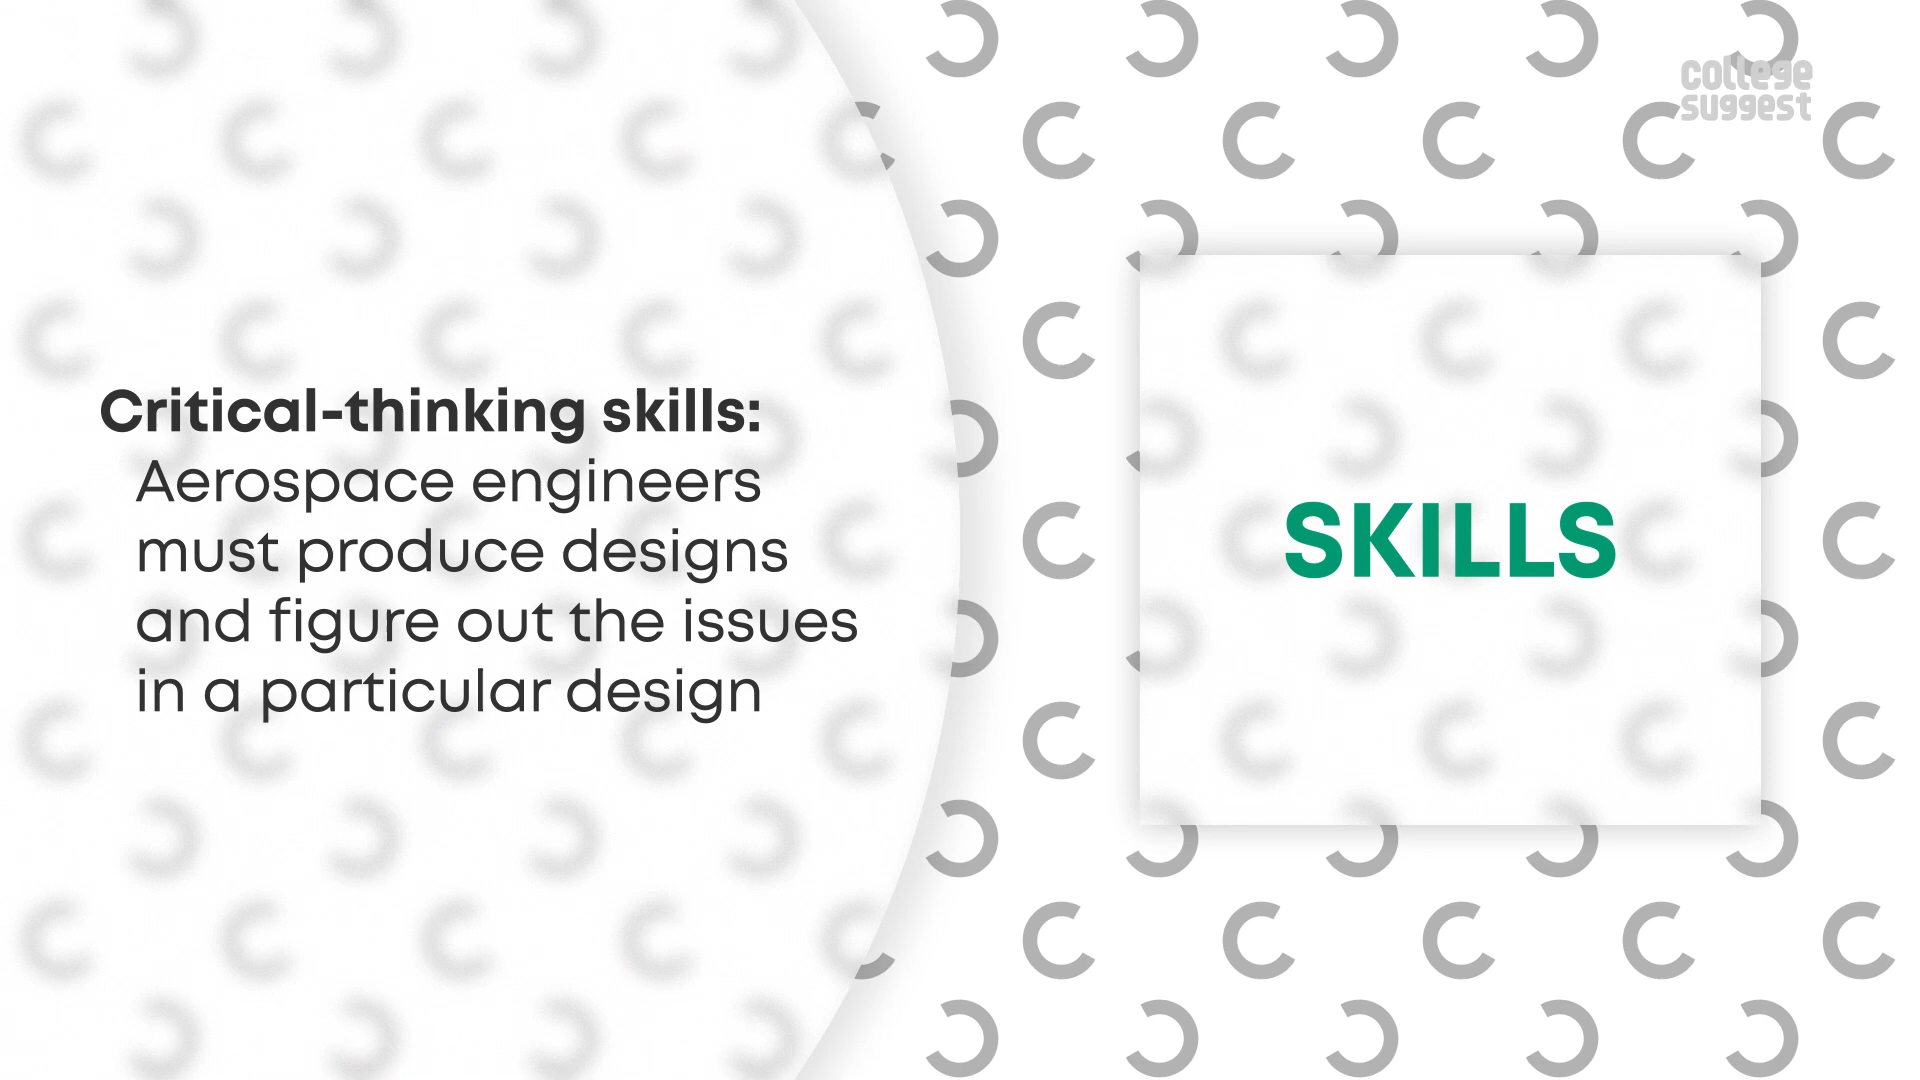 Critical-thinking skills:
Aerospace engineers
must produce designs
and figure out the issues
in a particular design
SKILLS
college
suggest